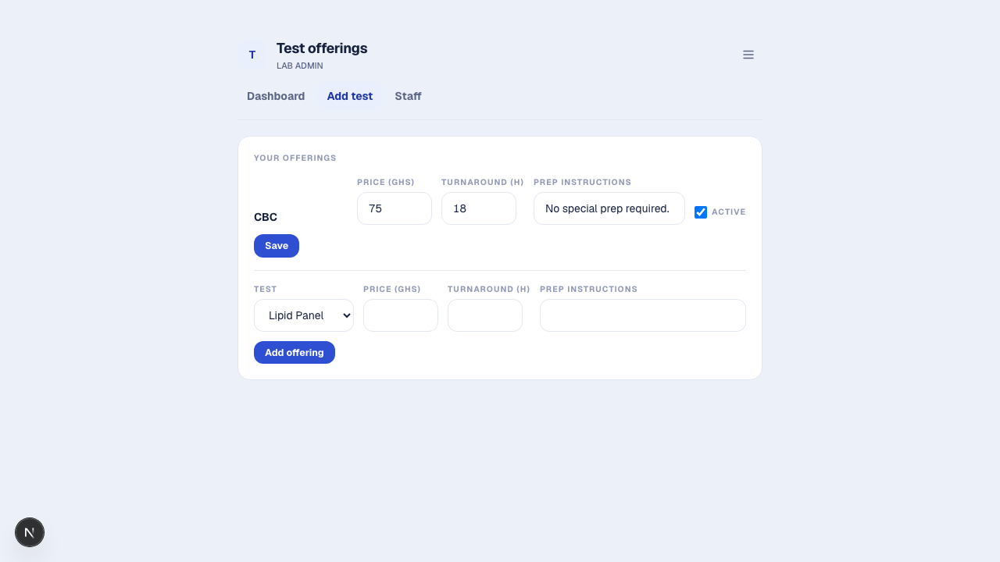 T
Test offerings
LAB ADMIN
Dashboard Add test Staff
YOUR OFFERINGS
PRICE (GHS) TURNAROUND (H) PREP INSTRUCTIONS
CBC 75 18 No special prep required. ACTIVE
Save
TEST PRICE (GHS) TURNAROUND (H) PREP INSTRUCTIONS
Lipid Panel
Add offering
N